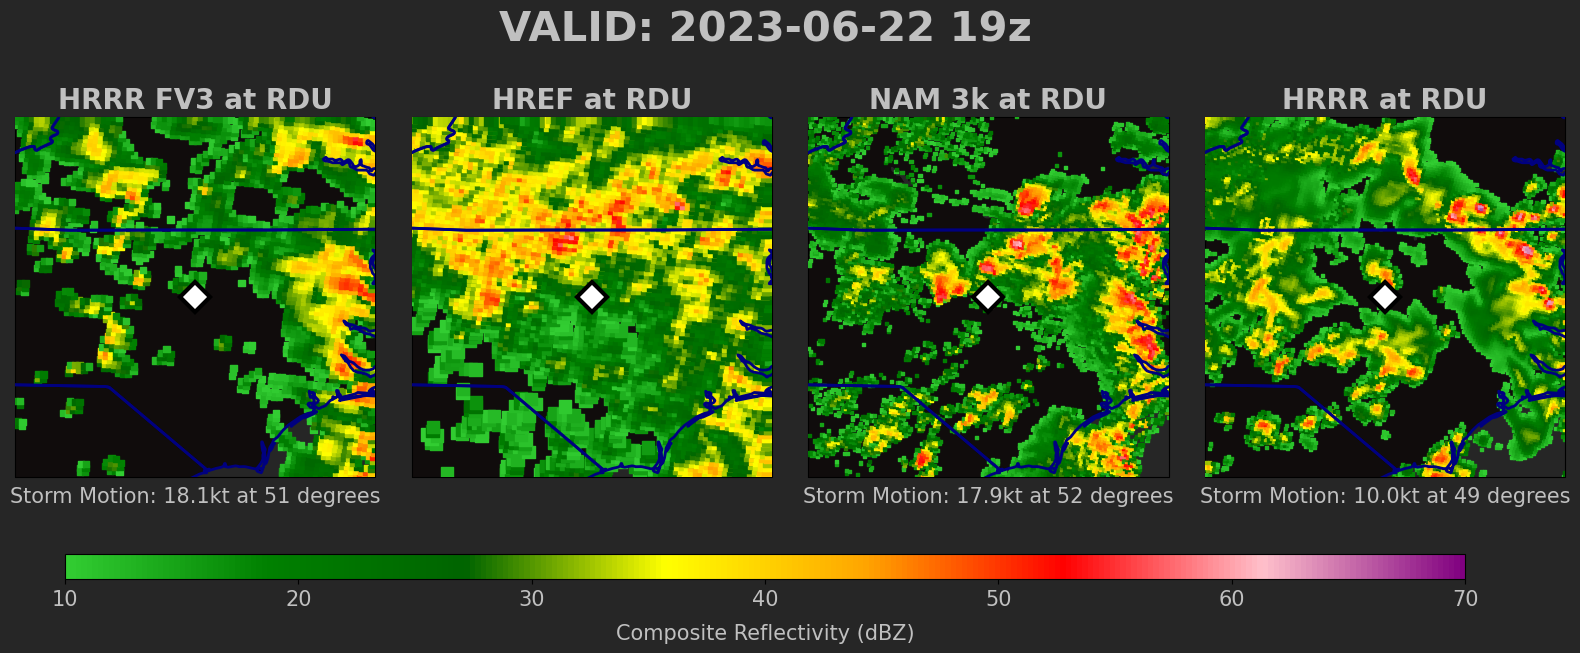 VALID: 2023-06-22 19z
HRRR FV3 at RDU
HREF at RDU
NAM 3k at RDU
HRRR at RDU
Storm Motion: 18.1kt at 51 degrees
Storm Motion: 17.9kt at 52 degrees
Storm Motion: 10.0kt at 49 degrees
10 20 30 40 50 60 70
Composite Reflectivity (dBZ)